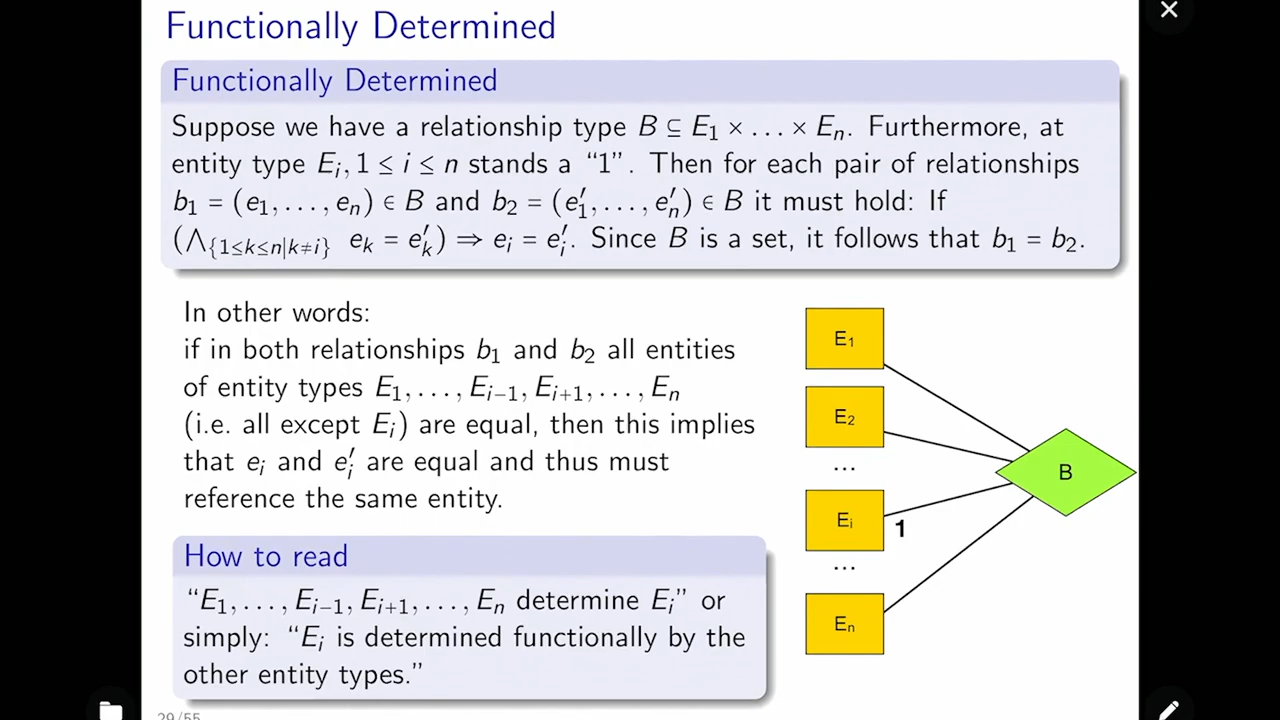 Functionally Determined
Functionally Determined
Suppose we have a relationship type B ⊆ E₁ × … × Eₙ. Furthermore, at
entity type Eᵢ, 1 ≤ i ≤ n stands a “1”. Then for each pair of relationships
b₁ = (e₁, …, eₙ) ∈ B and b₂ = (e′₁, …, e′ₙ) ∈ B it must hold: If
(⋀_{1≤k≤n|k≠i} eₖ = e′ₖ) ⇒ eᵢ = e′ᵢ. Since B is a set, it follows that b₁ = b₂.
In other words:
if in both relationships b₁ and b₂ all entities
of entity types E₁, …, Eᵢ₋₁, Eᵢ₊₁, …, Eₙ
(i.e. all except Eᵢ) are equal, then this implies
that eᵢ and e′ᵢ are equal and thus must
reference the same entity.
How to read
“E₁, …, Eᵢ₋₁, Eᵢ₊₁, …, Eₙ determine Eᵢ” or
simply: “Eᵢ is determined functionally by the
other entity types.”
E₁
E₂
...
Eᵢ
1
...
Eₙ
B
29/55